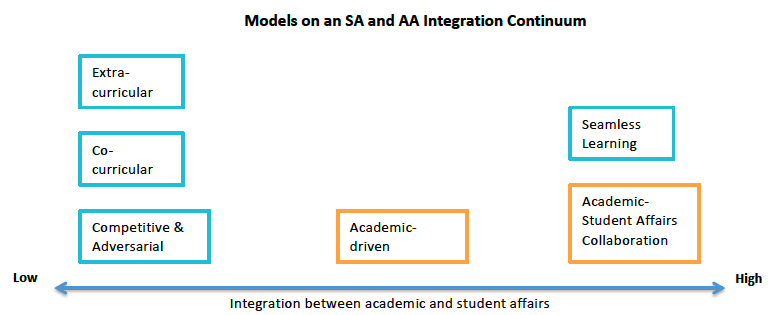 Models on an SA and AA Integration Continuum
Extra-
curricular
Co-
curricular
Competitive &
Adversarial
Academic-
driven
Seamless
Learning
Academic-
Student Affairs
Collaboration
Low
High
Integration between academic and student affairs